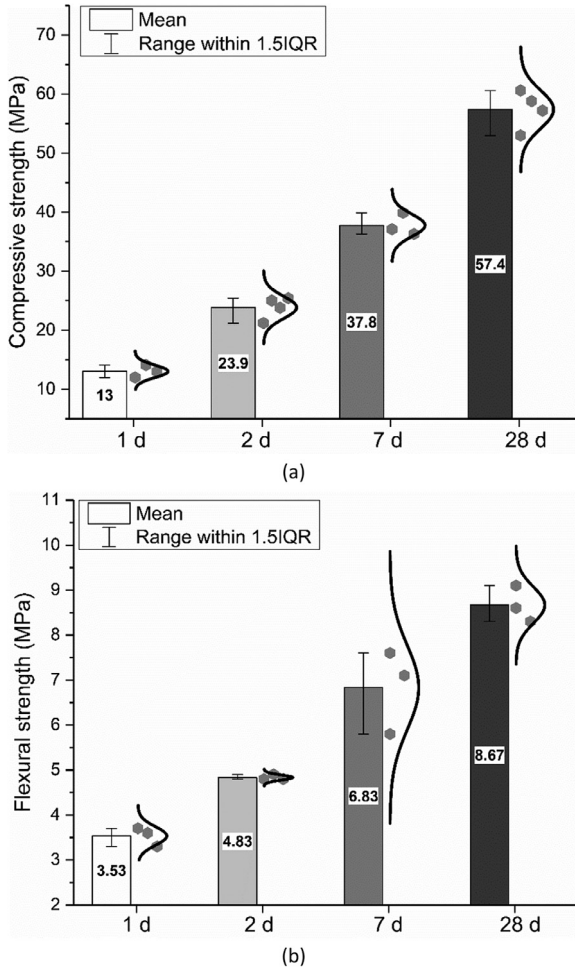 Mean
Range within 1.5IQR
Compressive strength (MPa)
70
60
50
40
30
20
10
13
23.9
37.8
57.4
1 d
2 d
7 d
28 d
(a)
Mean
Range within 1.5IQR
Flexural strength (MPa)
11
10
9
8
7
6
5
4
3
2
3.53
4.83
6.83
8.67
1 d
2 d
7 d
28 d
(b)